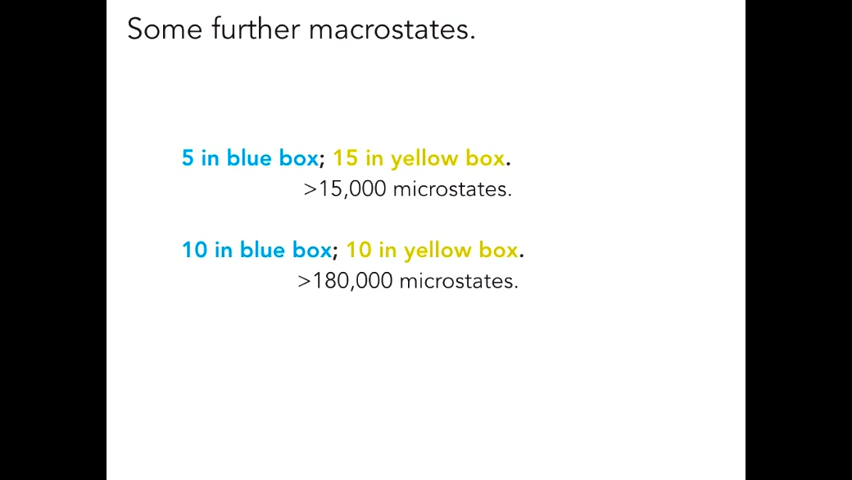 Some further macrostates.
5 in blue box; 15 in yellow box.
>15,000 microstates.
10 in blue box; 10 in yellow box.
>180,000 microstates.